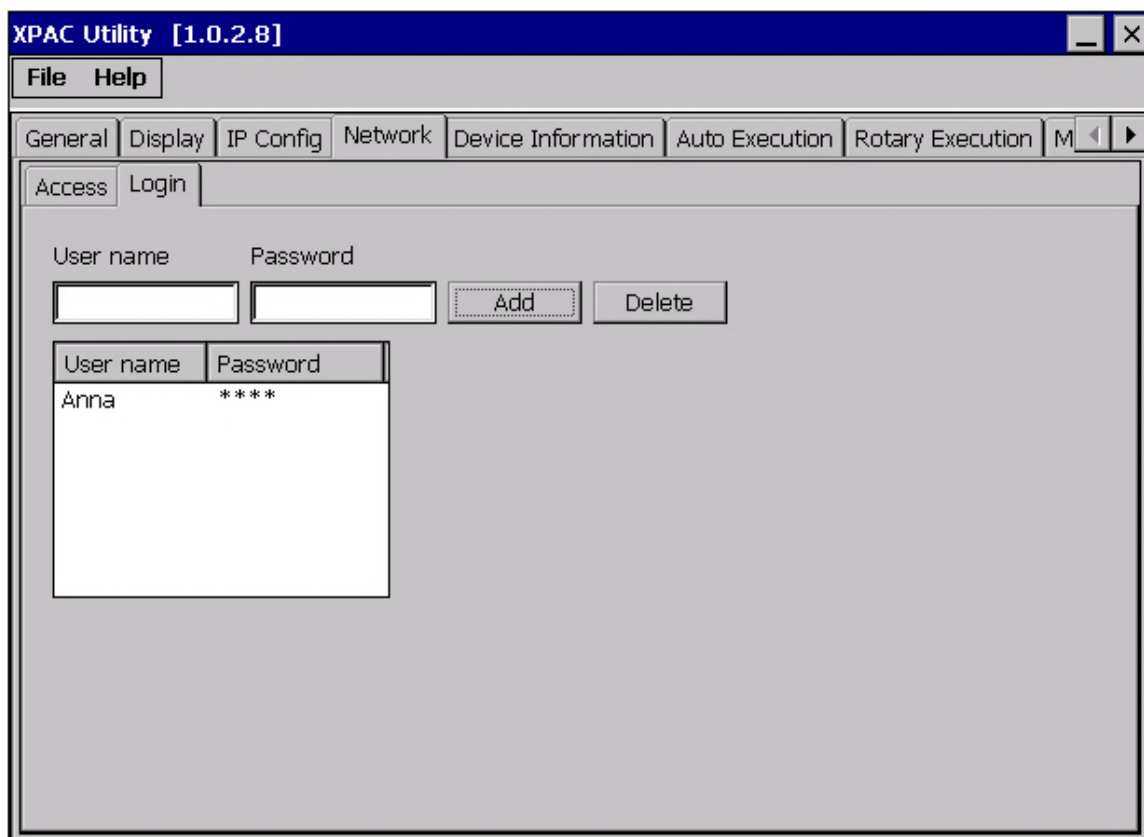 XPAC Utility [1.0.2.8]
File Help
General Display IP Config Network Device Information Auto Execution Rotary Execution M
Access Login
User name Password
Add Delete
User name Password
Anna ****